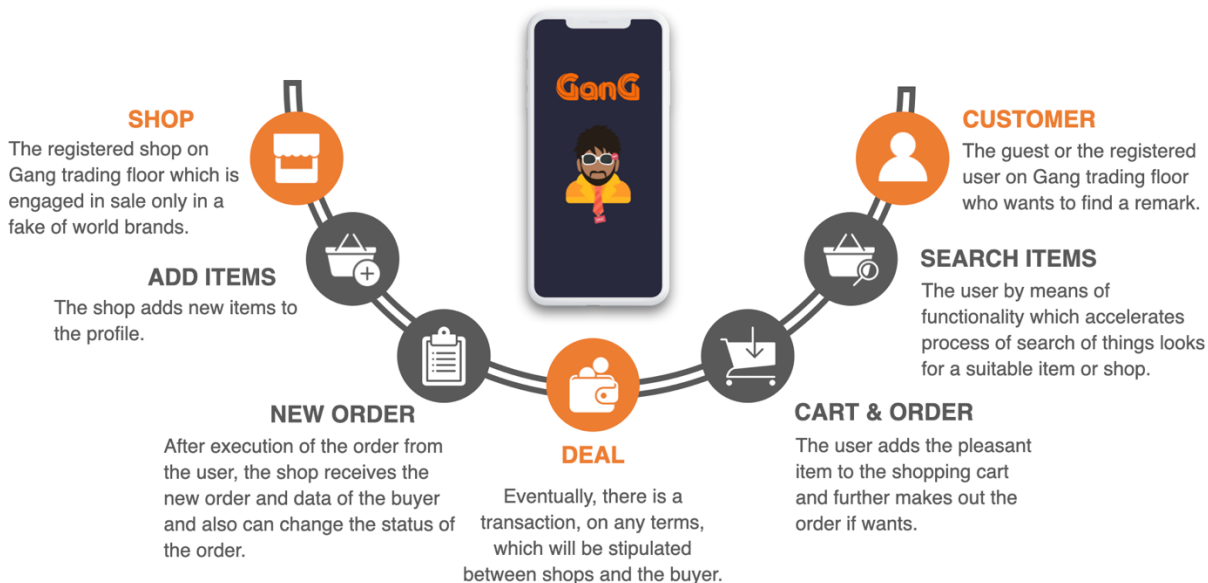 GanG
SHOP
The registered shop on
Gang trading floor which is
engaged in sale only in a
fake of world brands.
ADD ITEMS
The shop adds new items to
the profile.
NEW ORDER
After execution of the order from
the user, the shop receives the
new order and data of the buyer
and also can change the status of
the order.
DEAL
Eventually, there is a
transaction, on any terms,
which will be stipulated
between shops and the buyer.
CUSTOMER
The guest or the registered
user on Gang trading floor
who wants to find a remark.
SEARCH ITEMS
The user by means of
functionality which accelerates
process of search of things looks
for a suitable item or shop.
CART & ORDER
The user adds the pleasant
item to the shopping cart
and further makes out the
order if wants.